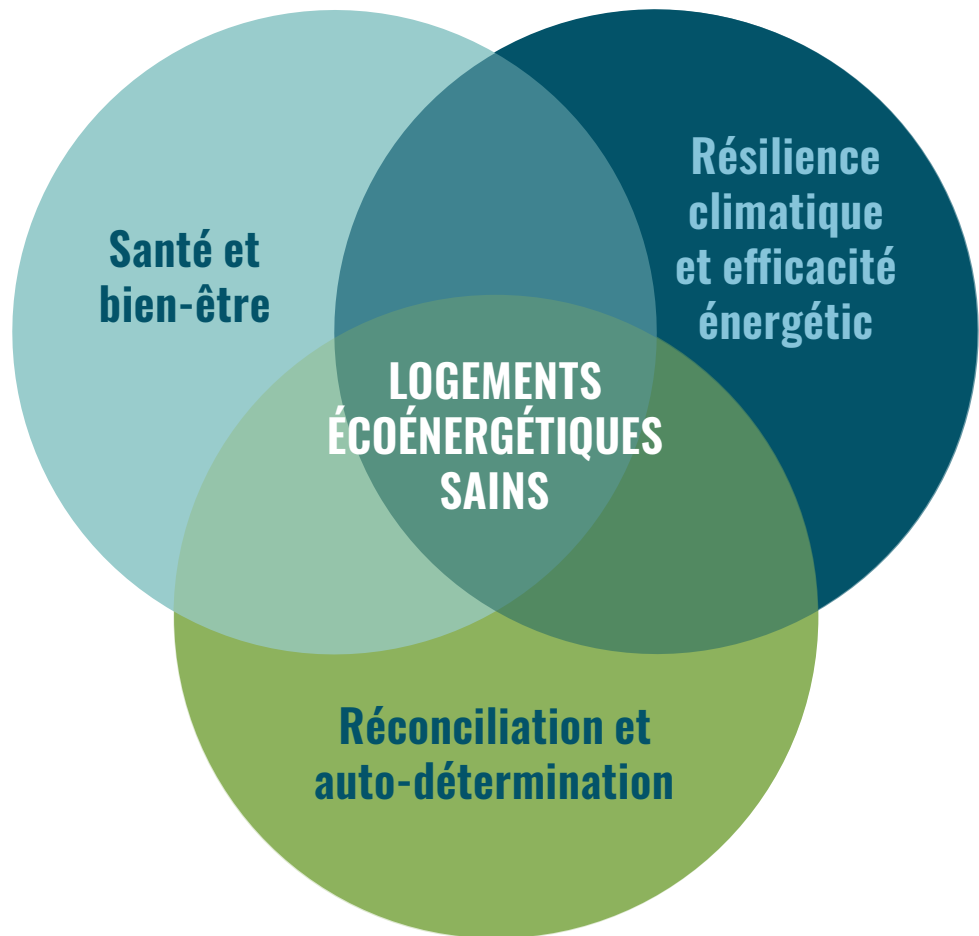 Santé et
bien-être
Résilience
climatique
et efficacité
énergétic
LOGEMENTS
ÉCOÉNERGÉTIQUES
SAINS
Réconciliation et
auto-détermination